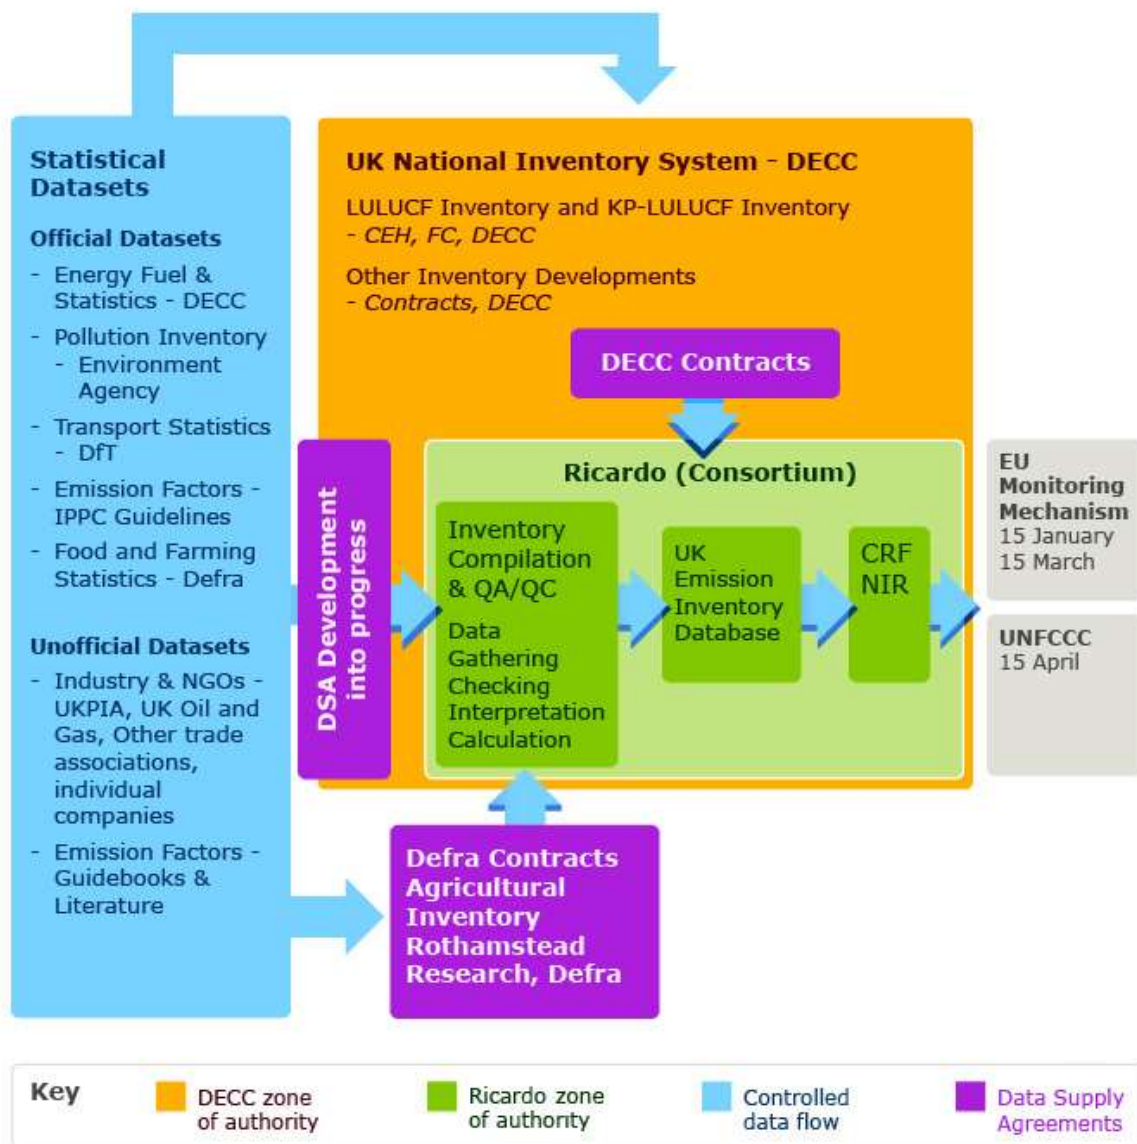 Statistical
Datasets
Official Datasets
- Energy Fuel &
Statistics - DECC
- Pollution Inventory
- Environment
Agency
- Transport Statistics
- DfT
- Emission Factors -
IPPC Guidelines
- Food and Farming
Statistics - Defra
Unofficial Datasets
- Industry & NGOs -
UKPIA, UK Oil and
Gas, Other trade
associations,
individual
companies
- Emission Factors -
Guidebooks &
Literature
UK National Inventory System - DECC
LULUCF Inventory and KP-LULUCF Inventory
- CEH, FC, DECC
Other Inventory Developments
- Contracts, DECC
DECC Contracts
DSA Development
into progress
Ricardo (Consortium)
Inventory
Compilation
& QA/QC
Data
Gathering
Checking
Interpretation
Calculation
UK
Emission
Inventory
Database
CRF
NIR
EU
Monitoring
Mechanism
15 January
15 March
UNFCCC
15 April
Defra Contracts
Agricultural
Inventory
Rothamstead
Research, Defra
Key
DECC zone
of authority
Ricardo zone
of authority
Controlled
data flow
Data Supply
Agreements